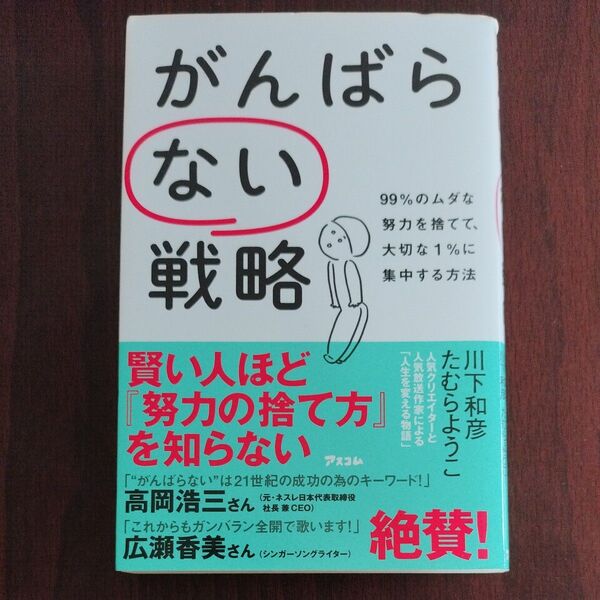 がんばら
ない
戦略
99%のムダな
努力を捨てて、
大切な1%に
集中する方法
川下和彦
たむらようこ
人気クリエイターと
人気放送作家による
「人生を変える物語」
賢い人ほど
『努力の捨て方』
を知らない
アスコム
「“がんばらない”は21世紀の成功の為のキーワード!」
高岡浩三さん(元・ネスレ日本代表取締役
社長 兼 CEO)
「これからもガンバラン全開で歌います!」
広瀬香美さん(シンガーソングライター)
絶賛!